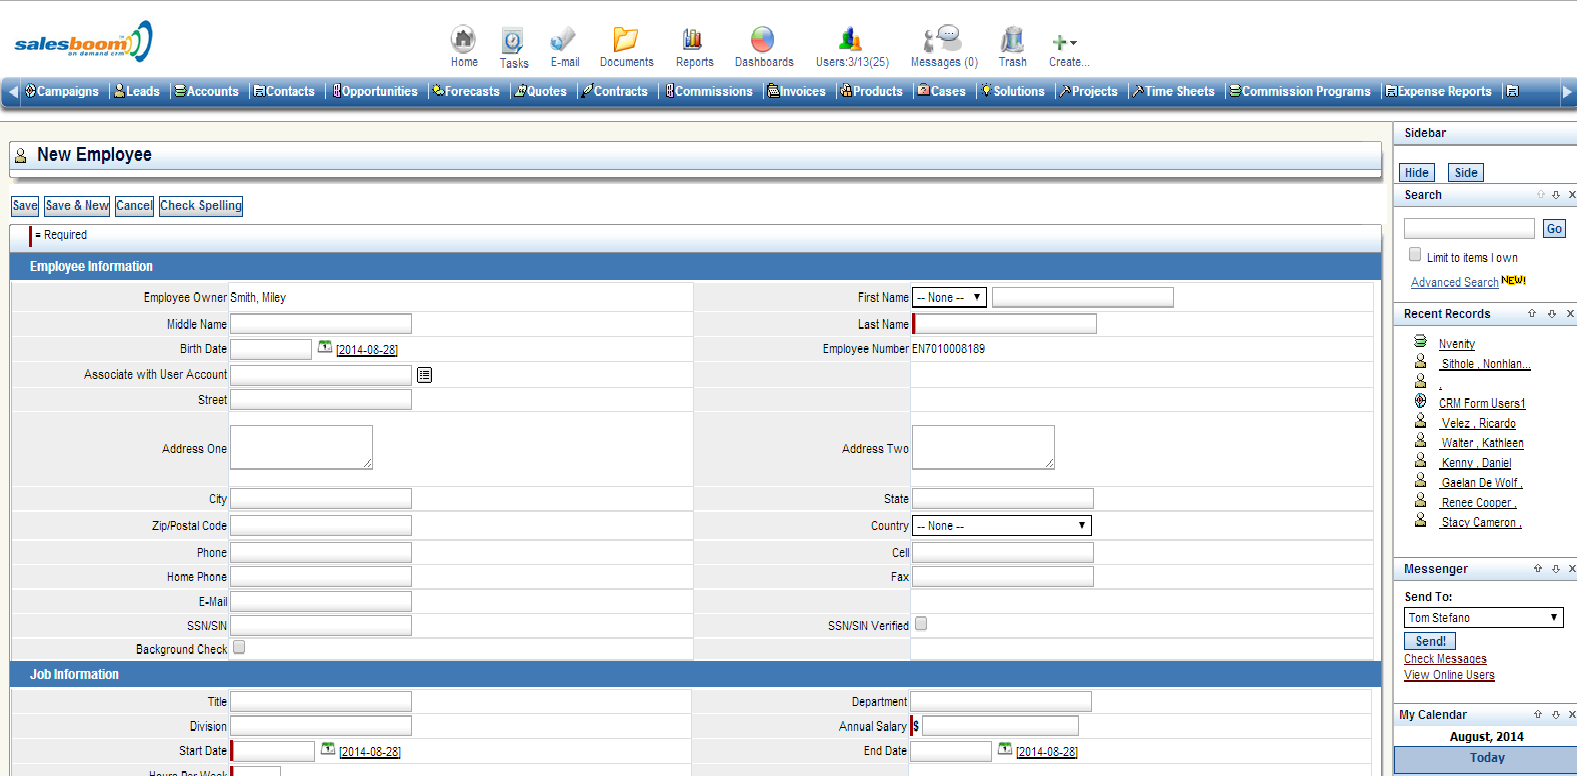 salesboom
on demand crm
Home
Tasks
E-mail
Documents
Reports
Dashboards
Users:3/13(25)
Messages (0)
Trash
Create...
Campaigns
Leads
Accounts
Contacts
Opportunities
Forecasts
Quotes
Contracts
Commissions
Invoices
Products
Cases
Solutions
Projects
Time Sheets
Commission Programs
Expense Reports
New Employee
Save
Save & New
Cancel
Check Spelling
= Required
Employee Information
Employee Owner Smith, Miley
First Name -- None --
Middle Name
Last Name
Birth Date [2014-08-28]
Employee Number EN7010008189
Associate with User Account
Street
Address One
Address Two
City
State
Zip/Postal Code
Country -- None --
Phone
Cell
Home Phone
Fax
E-Mail
SSN/SIN
SSN/SIN Verified
Background Check
Job Information
Title
Department
Division
Annual Salary $
Start Date [2014-08-28]
End Date [2014-08-28]
Hours Per Week
Sidebar
Hide
Side
Search
Go
Limit to items I own
Advanced Search NEW!
Recent Records
Nvenity
Sithole , Nonhlan...
,
CRM Form Users1
Velez , Ricardo
Walter , Kathleen
Kenny , Daniel
Gaelan De Wolf ,
Renee Cooper ,
Stacy Cameron ,
Messenger
Send To:
Tom Stefano
Send!
Check Messages
View Online Users
My Calendar
August, 2014
Today